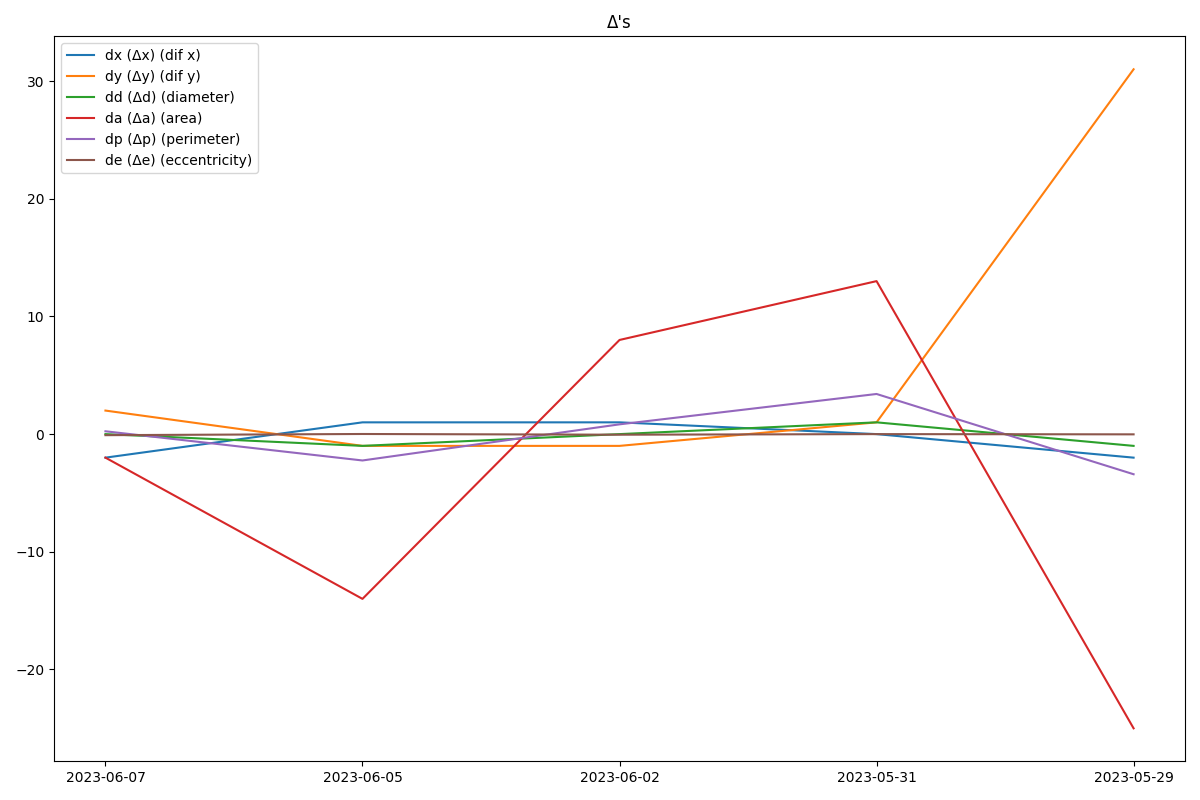 Δ's
dx (Δx) (dif x)
dy (Δy) (dif y)
dd (Δd) (diameter)
da (Δa) (area)
dp (Δp) (perimeter)
de (Δe) (eccentricity)
30
20
10
0
−10
−20
2023-06-07 2023-06-05 2023-06-02 2023-05-31 2023-05-29